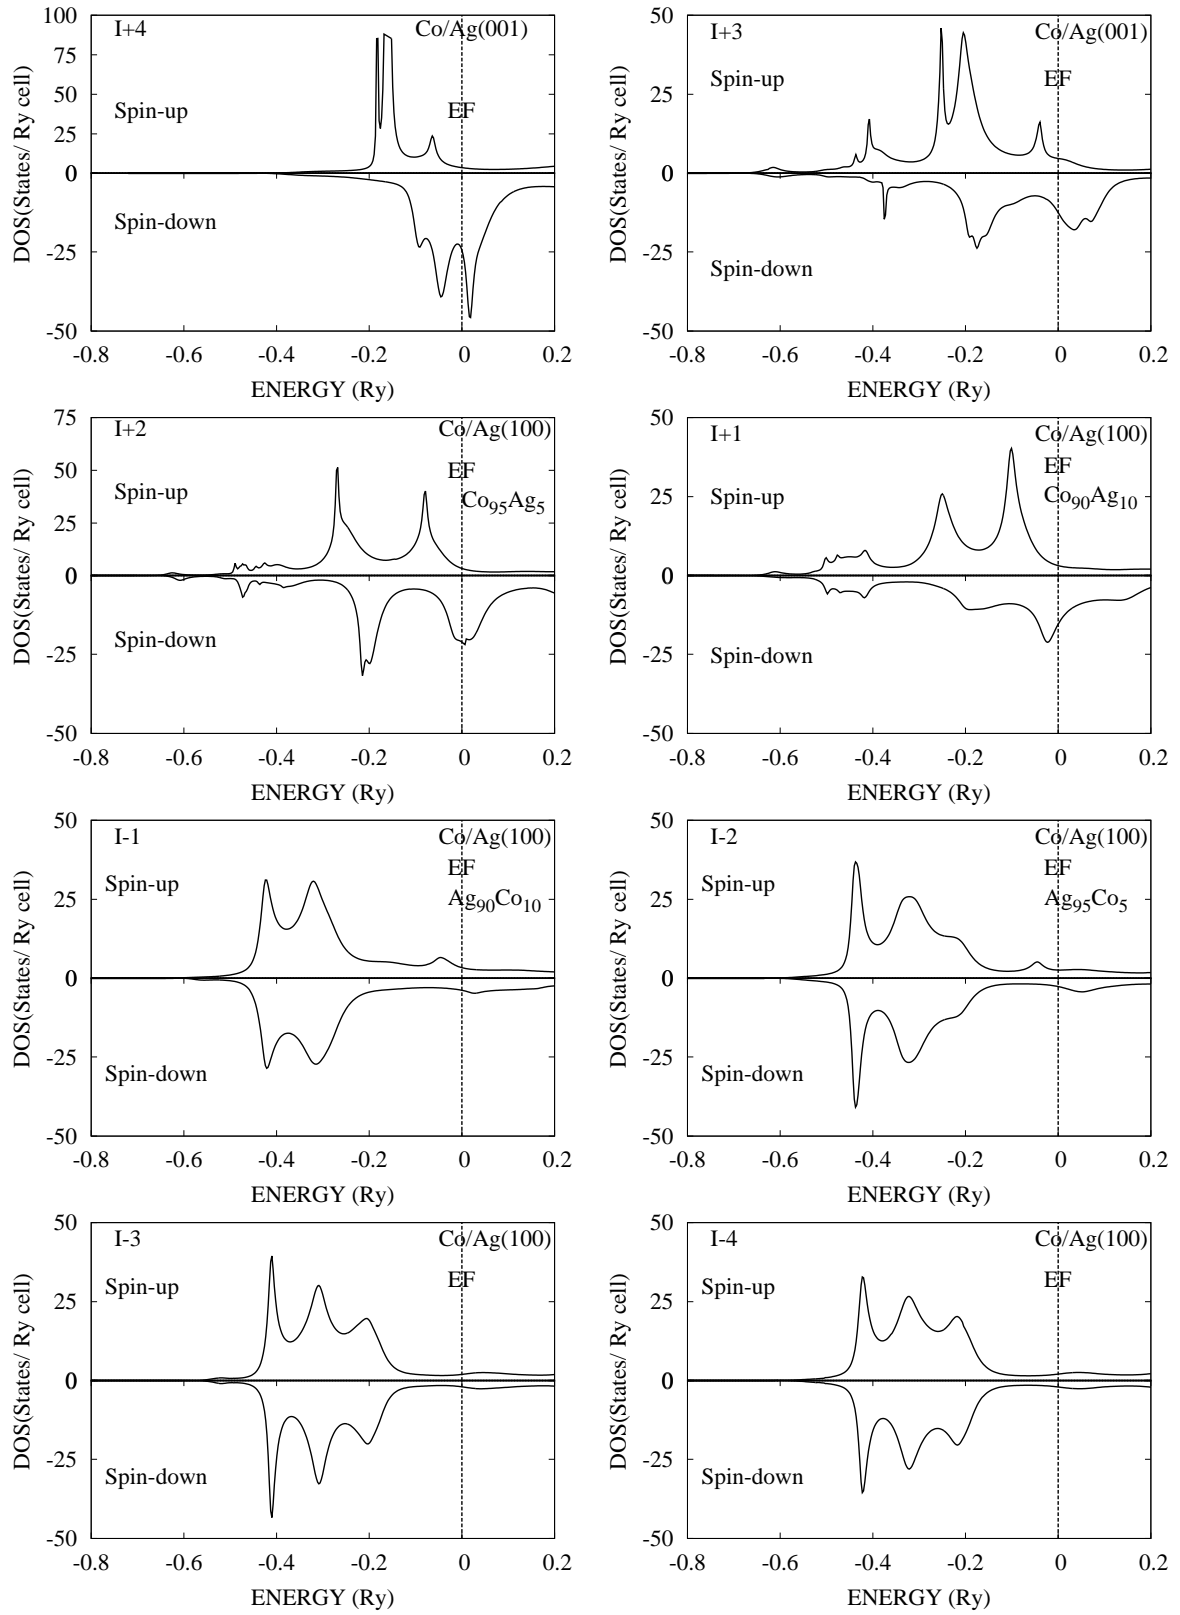 I+4
Co/Ag(001)
Spin-up
EF
Spin-down
DOS(States/ Ry cell)
100
75
50
25
0
-25
-50
-0.8 -0.6 -0.4 -0.2 0 0.2
ENERGY (Ry)
I+3
Co/Ag(001)
Spin-up
EF
Spin-down
DOS(States/ Ry cell)
50
25
0
-25
-50
-0.8 -0.6 -0.4 -0.2 0 0.2
ENERGY (Ry)
I+2
Co/Ag(100)
EF
Spin-up
Co95Ag5
Spin-down
DOS(States/ Ry cell)
75
50
25
0
-25
-50
-0.8 -0.6 -0.4 -0.2 0 0.2
ENERGY (Ry)
I+1
Co/Ag(100)
EF
Spin-up
Co90Ag10
Spin-down
DOS(States/ Ry cell)
50
25
0
-25
-50
-0.8 -0.6 -0.4 -0.2 0 0.2
ENERGY (Ry)
I-1
Co/Ag(100)
EF
Spin-up
Ag90Co10
Spin-down
DOS(States/ Ry cell)
50
25
0
-25
-50
-0.8 -0.6 -0.4 -0.2 0 0.2
ENERGY (Ry)
I-2
Co/Ag(100)
EF
Spin-up
Ag95Co5
Spin-down
DOS(States/ Ry cell)
50
25
0
-25
-50
-0.8 -0.6 -0.4 -0.2 0 0.2
ENERGY (Ry)
I-3
Co/Ag(100)
Spin-up
EF
Spin-down
DOS(States/ Ry cell)
50
25
0
-25
-50
-0.8 -0.6 -0.4 -0.2 0 0.2
ENERGY (Ry)
I-4
Co/Ag(100)
Spin-up
EF
Spin-down
DOS(States/ Ry cell)
50
25
0
-25
-50
-0.8 -0.6 -0.4 -0.2 0 0.2
ENERGY (Ry)